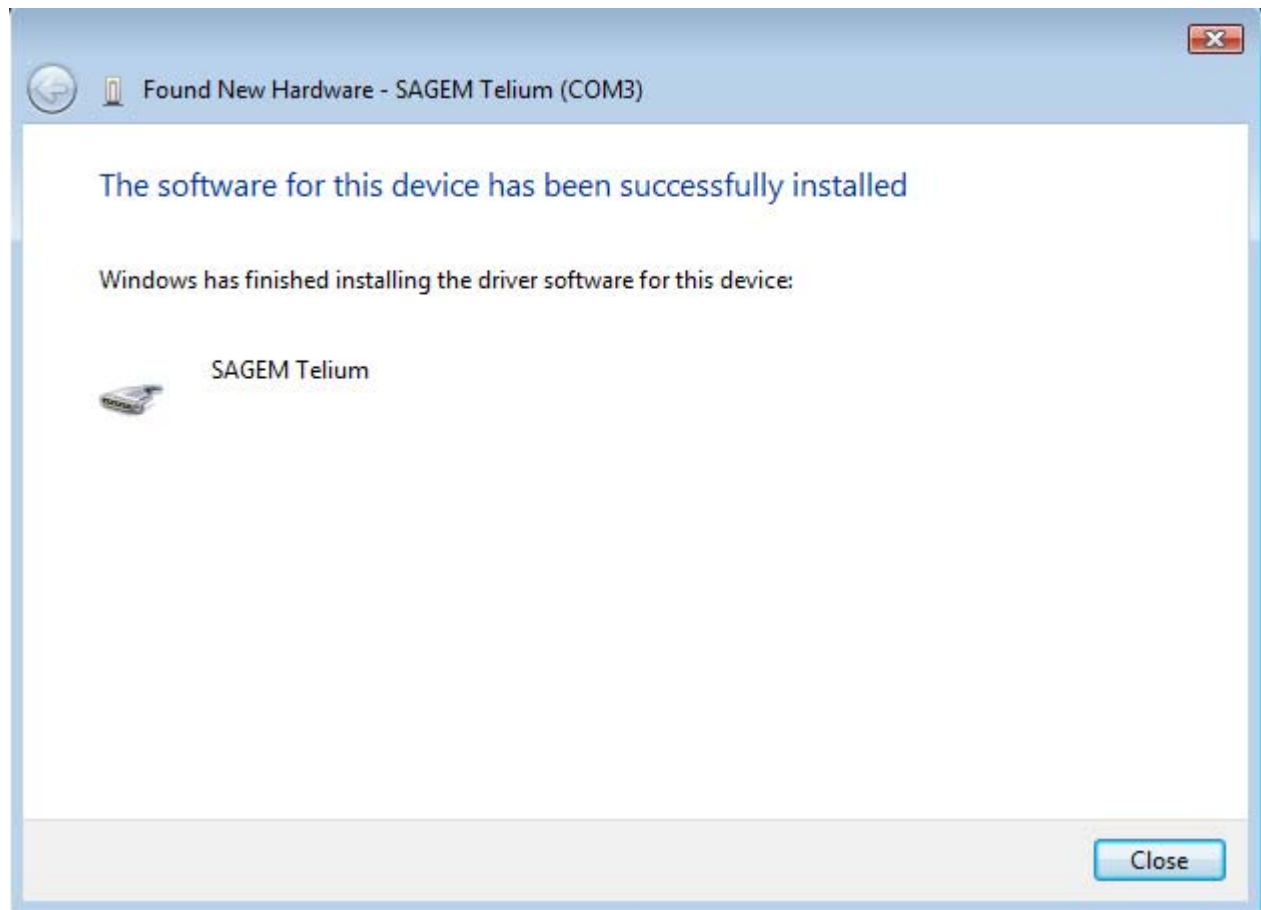 Found New Hardware - SAGEM Telium (COM3)
The software for this device has been successfully installed
Windows has finished installing the driver software for this device:
SAGEM Telium
Close